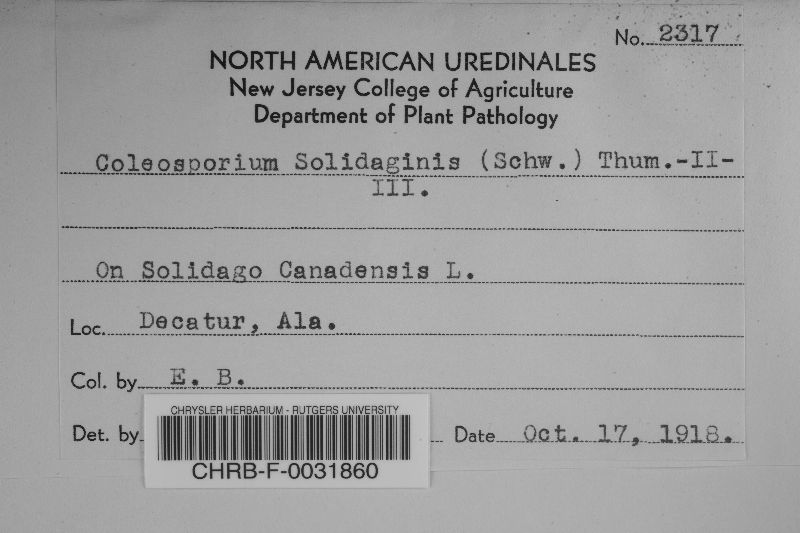 No. 2317
NORTH AMERICAN UREDINALES
New Jersey College of Agriculture
Department of Plant Pathology
Coleosporium Solidaginis (Schw.) Thum.-II-
III.
On Solidago Canadensis L.
Loc. Decatur, Ala.
Col. by E. B.
Det. by
Date Oct. 17, 1918.
CHRYSLER HERBARIUM - RUTGERS UNIVERSITY
CHRB-F-0031860